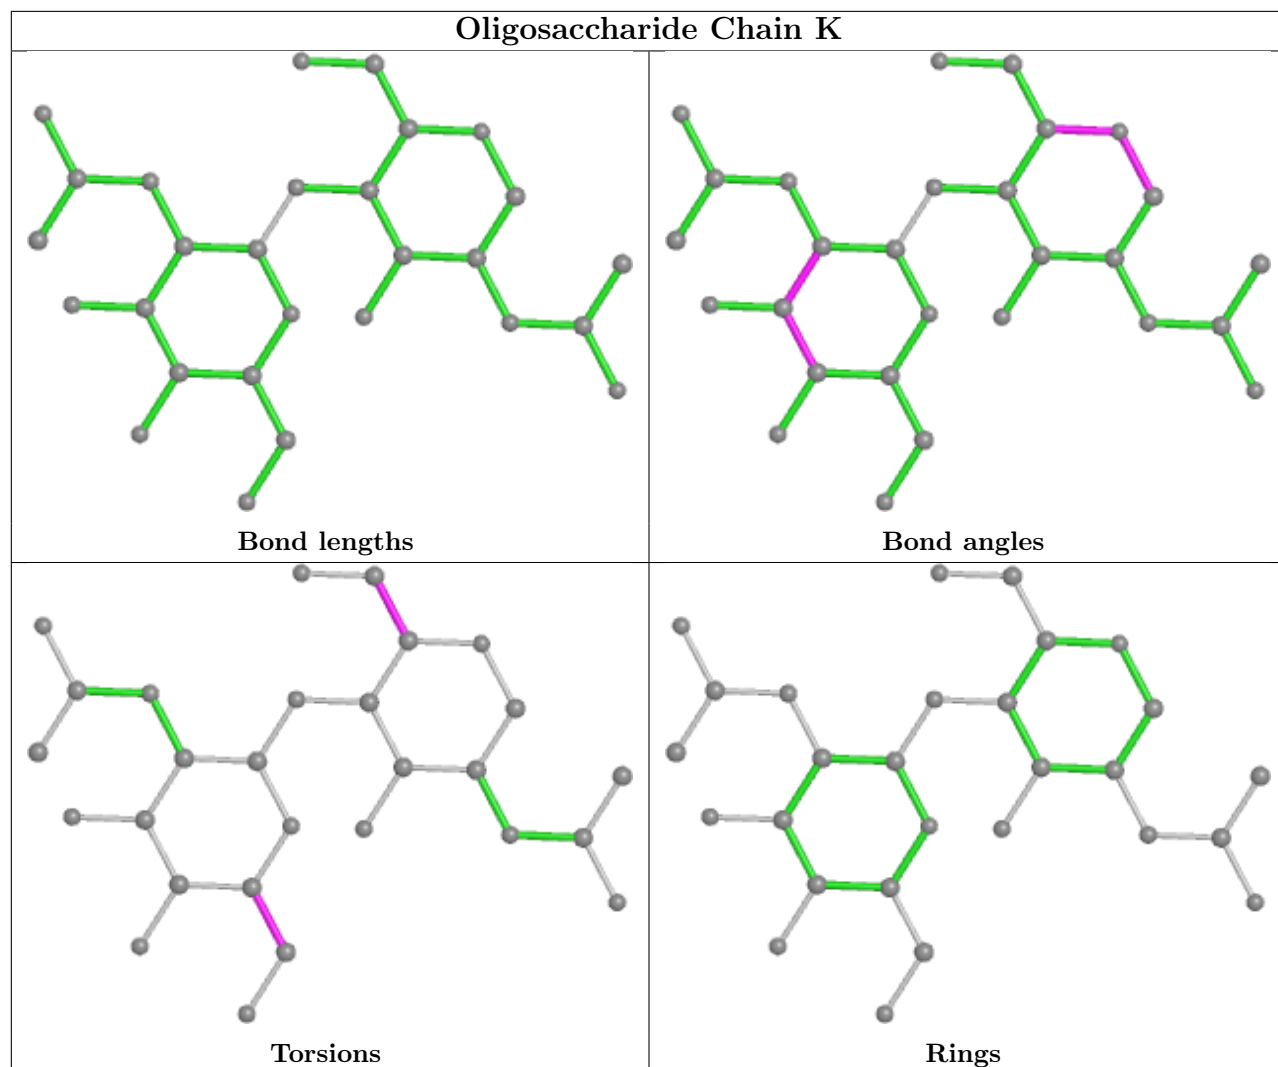 Oligosaccharide Chain K
Bond lengths
Bond angles
Torsions
Rings